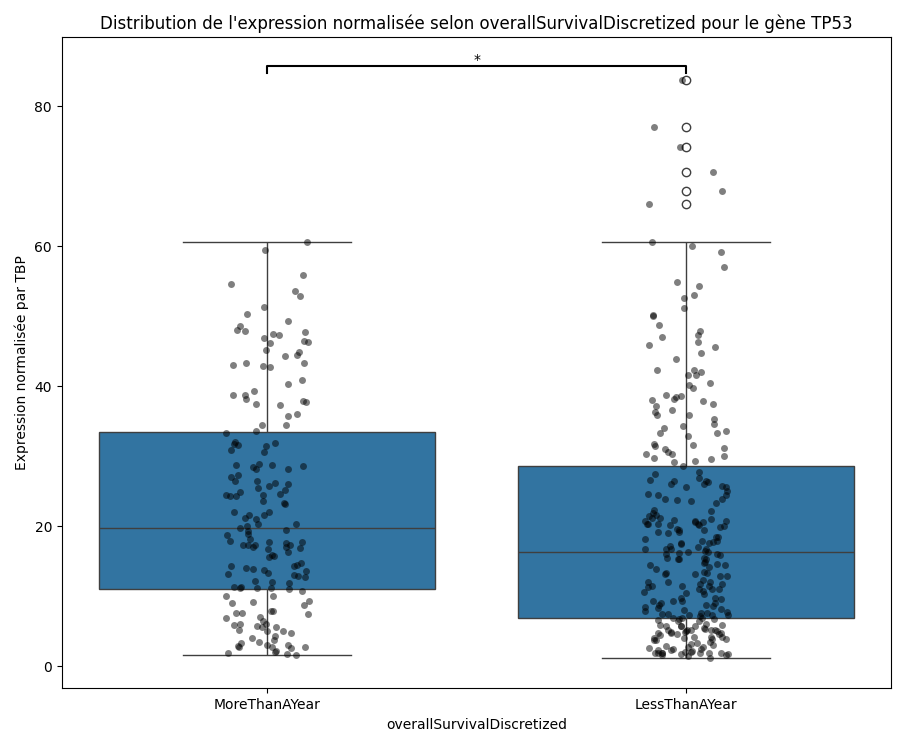 Distribution de l'expression normalisée selon overallSurvivalDiscretized pour le gène TP53
*
80
60
40
20
0
Expression normalisée par TBP
MoreThanAYear
LessThanAYear
overallSurvivalDiscretized